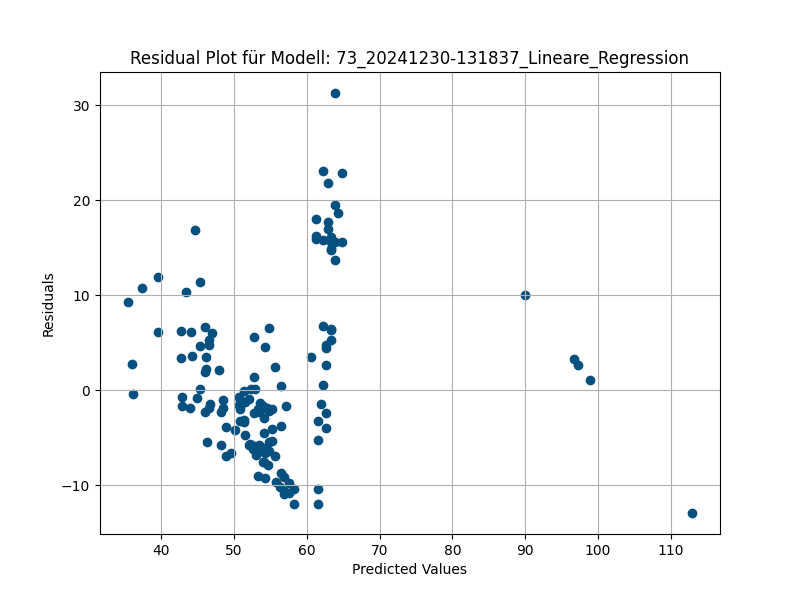 Residual Plot für Modell: 73_20241230-131837_Lineare_Regression
30
20
10
0
−10
Residuals
40 50 60 70 80 90 100 110
Predicted Values